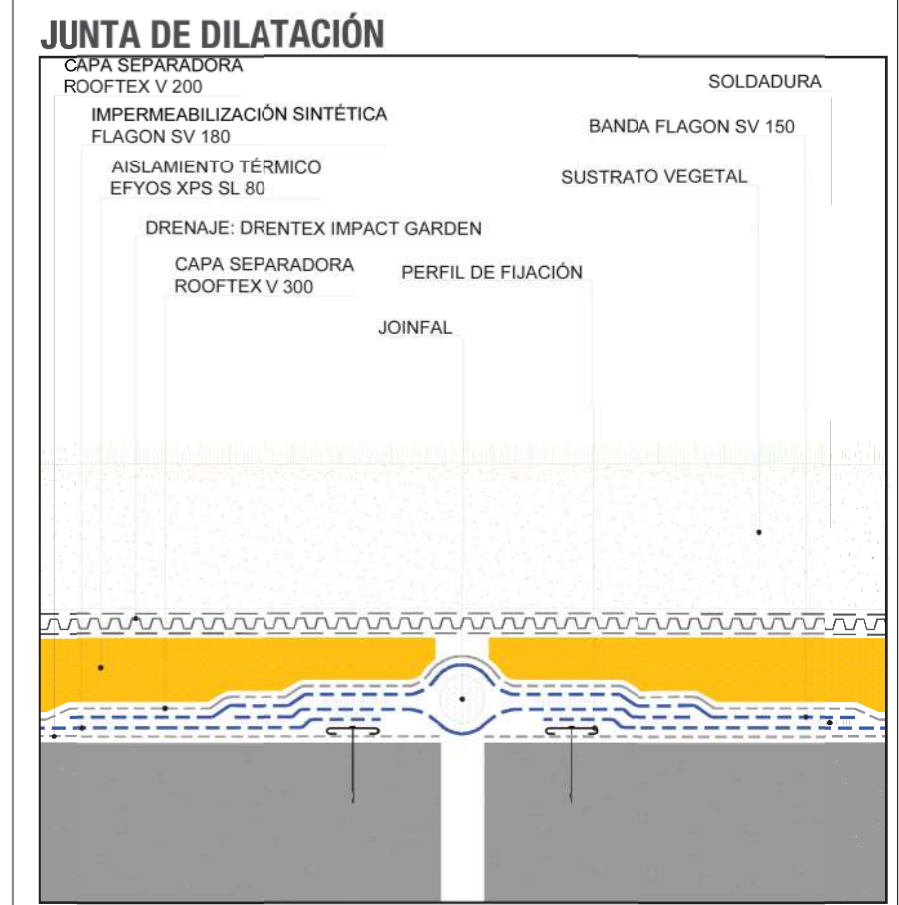 JUNTA DE DILATACIÓN
CAPA SEPARADORA
ROOFTEX V 200
IMPERMEABILIZACIÓN SINTÉTICA
FLAGON SV 180
AISLAMIENTO TÉRMICO
EFYOS XPS SL 80
DRENAJE: DRENTEX IMPACT GARDEN
CAPA SEPARADORA
ROOFTEX V 300
JOINFAL
PERFIL DE FIJACIÓN
SOLDADURA
BANDA FLAGON SV 150
SUSTRATO VEGETAL